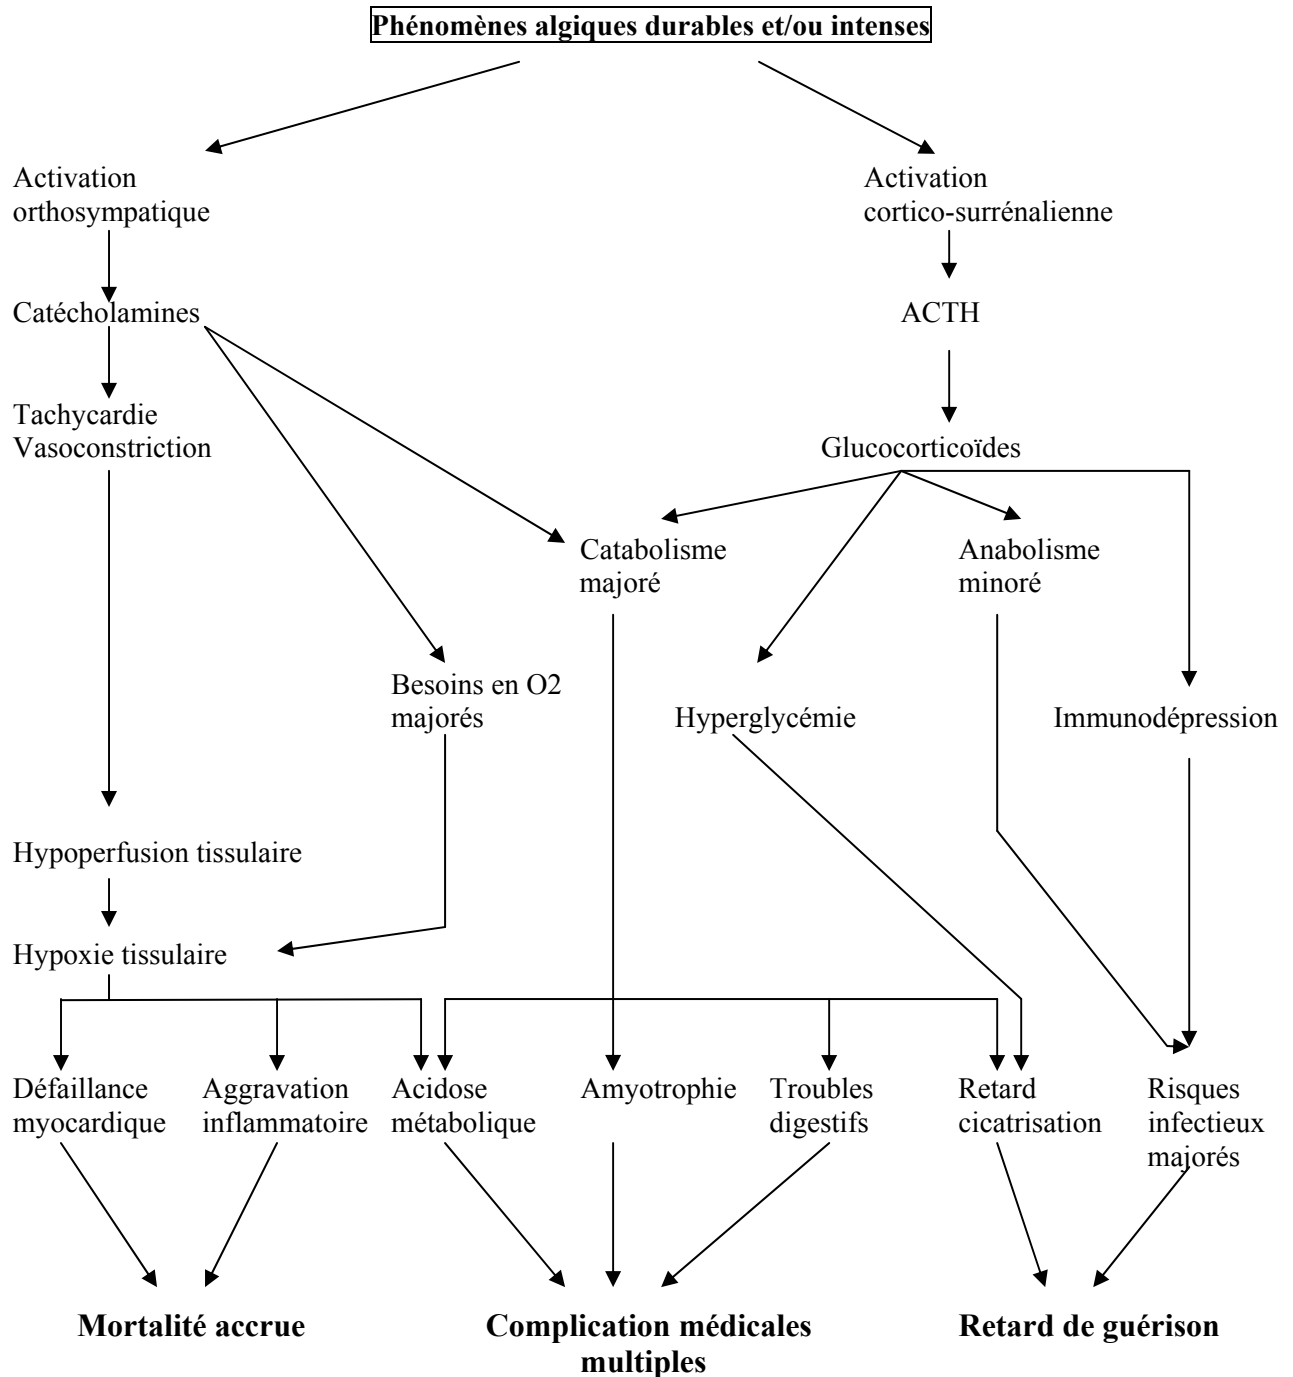 Phénomènes algiques durables et/ou intenses
Activation
orthosympatique
Activation
cortico-surrénalienne
Catécholamines
ACTH
Tachycardie
Vasoconstriction
Glucocorticoïdes
Catabolisme
majoré
Anabolisme
minoré
Besoins en O2
majorés
Hyperglycémie
Immunodépression
Hypoperfusion tissulaire
Hypoxie tissulaire
Défaillance
myocardique
Aggravation
inflammatoire
Acidose
métabolique
Amyotrophie
Troubles
digestifs
Retard
cicatrisation
Risques
infectieux
majorés
Mortalité accrue
Complication médicales
multiples
Retard de guérison